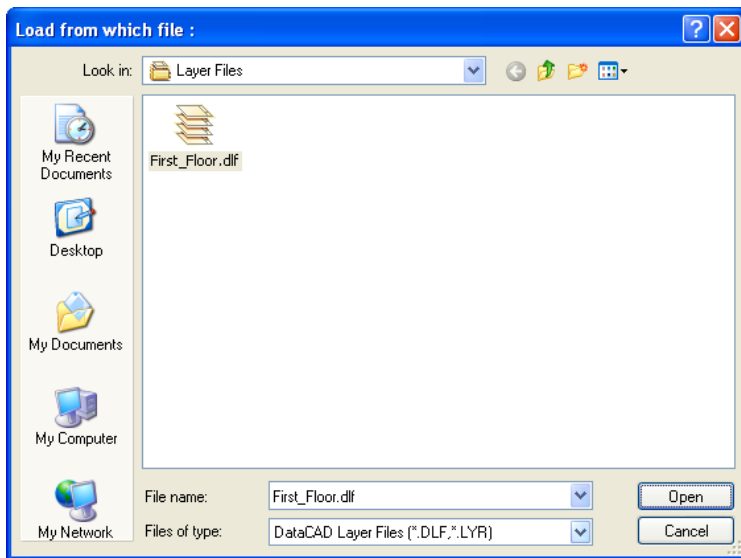 Load from which file :
Look in: Layer Files
My Recent
Documents
Desktop
My Documents
My Computer
My Network
First_Floor.dlf
File name: First_Floor.dlf Open
Files of type: DataCAD Layer Files (*.DLF,*.LYR) Cancel